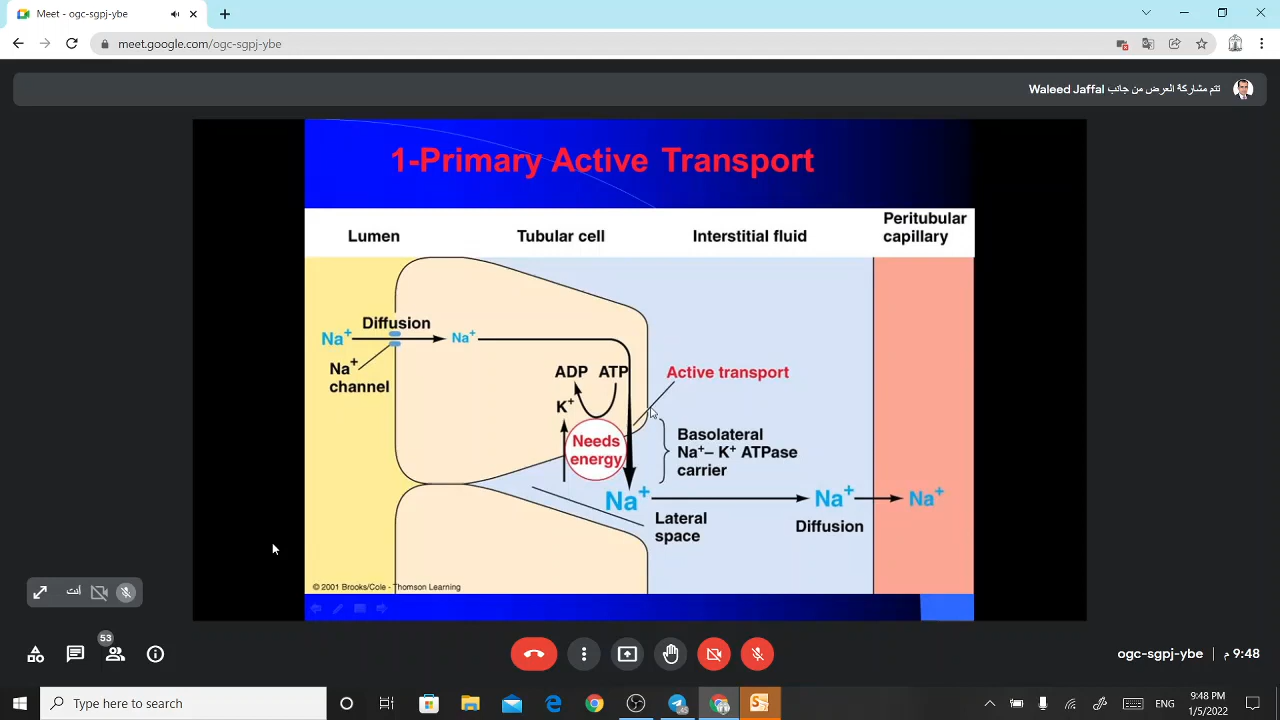 Meet - ogc-sgpj-ybe
meet.google.com/ogc-sgpj-ybe
تتم مشاركة العرض من جانب Waleed Jaffal
1-Primary Active Transport
Lumen
Tubular cell
Interstitial fluid
Peritubular
capillary
Diffusion
Na+
Na+
Na+
channel
ADP
ATP
K+
Needs
energy
Active transport
Basolateral
Na+– K+ ATPase
carrier
Na+
Na+
Na+
Lateral
space
Diffusion
© 2001 Brooks/Cole - Thomson Learning
أنت
53
ogc-sgpj-ybe
9:48 م
Type here to search
ENG
9:48 PM
1/5/2022